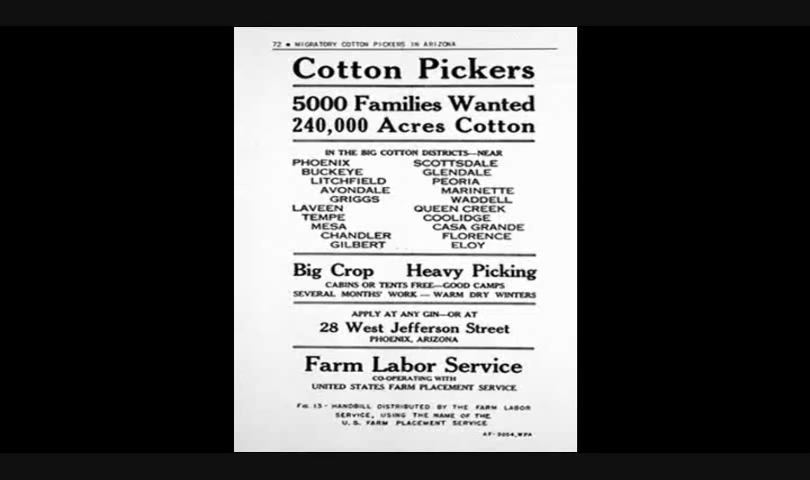 72 • MIGRATORY COTTON PICKERS IN ARIZONA
Cotton Pickers
5000 Families Wanted
240,000 Acres Cotton
IN THE BIG COTTON DISTRICTS—NEAR
PHOENIX SCOTTSDALE
BUCKEYE GLENDALE
LITCHFIELD PEORIA
AVONDALE MARINETTE
GRIGGS WADDELL
LAVEEN QUEEN CREEK
TEMPE COOLIDGE
MESA CASA GRANDE
CHANDLER FLORENCE
GILBERT ELOY
Big Crop Heavy Picking
CABINS OR TENTS FREE—GOOD CAMPS
SEVERAL MONTHS' WORK — WARM DRY WINTERS
APPLY AT ANY GIN—OR AT
28 West Jefferson Street
PHOENIX, ARIZONA
Farm Labor Service
CO-OPERATING WITH
UNITED STATES FARM PLACEMENT SERVICE
FIG. 13 - HANDBILL DISTRIBUTED BY THE FARM LABOR
SERVICE, USING THE NAME OF THE
U. S. FARM PLACEMENT SERVICE
AF-3054, WPA